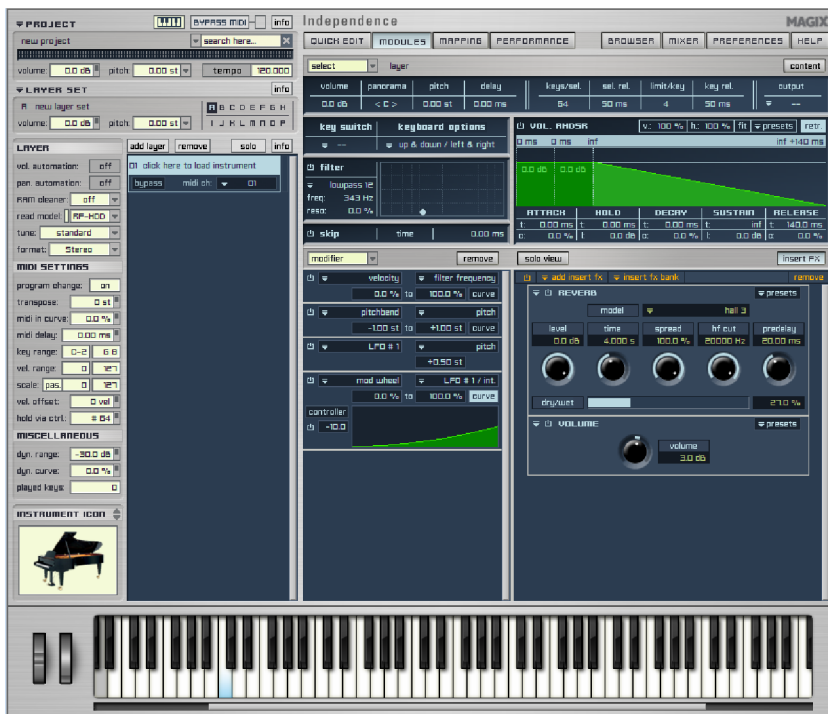 PROJECT
BYPASS MIDI
info
new project
search here...
volume: 0.0 dB pitch: 0.00 st tempo 120.000
LAYER SET
info
A new layer set
A B C D E F G H
volume: 0.0 dB pitch: 0.00 st
I J K L M N O P
LAYER
add layer remove solo info
vol. automation: off
pan. automation: off
RAM cleaner: off
read model: RP-HDD
tune: standard
format: Stereo
01 click here to load instrument
bypass midi ch: 01
MIDI SETTINGS
program change: on
transpose: 0 st
midi in curve: 0.0 %
midi delay: 0.00 ms
key range: C-2 G 8
vel. range: 0 127
scale: pas. 0 127
vel. offset: 0 vel
hold via ctrl: # 64
MISCELLANEOUS
dyn. range: -30.0 dB
dyn. curve: 0.0 %
played keys: 0
INSTRUMENT ICON
Independence
MAGIX
QUICK EDIT MODULES MAPPING PERFORMANCE BROWSER MIXER PREFERENCES HELP
select layer content
volume panorama pitch delay keys/sel. sel. rel. limit/key key rel. output
0.0 dB < C > 0.00 st 0.00 ms 64 50 ms 4 50 ms --
key switch keyboard options
-- up & down / left & right
filter
lowpass 12
freq: 343 Hz
reso: 0.0 %
skip time 0.00 ms
VOL. AHDSR v.: 100 % h.: 100 % fit presets retr.
0 ms 0 ms inf inf +140 ms
0.0 dB 0.0 dB
ATTACK HOLD DECAY SUSTAIN RELEASE
t: 0.00 ms t: 0.00 ms t: 0.00 ms t: inf t: 140.0 ms
c: 0.0 % l: 0.0 dB c: 0.0 % l: 0.0 dB c: 0.0 %
modifier remove
velocity filter frequency
0.0 % to 100.0 % curve
pitchbend pitch
-1.00 st to +1.00 st curve
LFO # 1 pitch
+0.50 st
mod wheel LFO # 1 / int.
0.0 % to 100.0 % curve
controller
-10.0
solo view insert FX
add insert fx insert fx bank remove
REVERB presets
model hall 3
level time spread hf cut predelay
0.0 dB 4.000 s 100.0 % 20000 Hz 20.00 ms
dry/wet 27.0 %
VOLUME presets
volume
3.0 dB